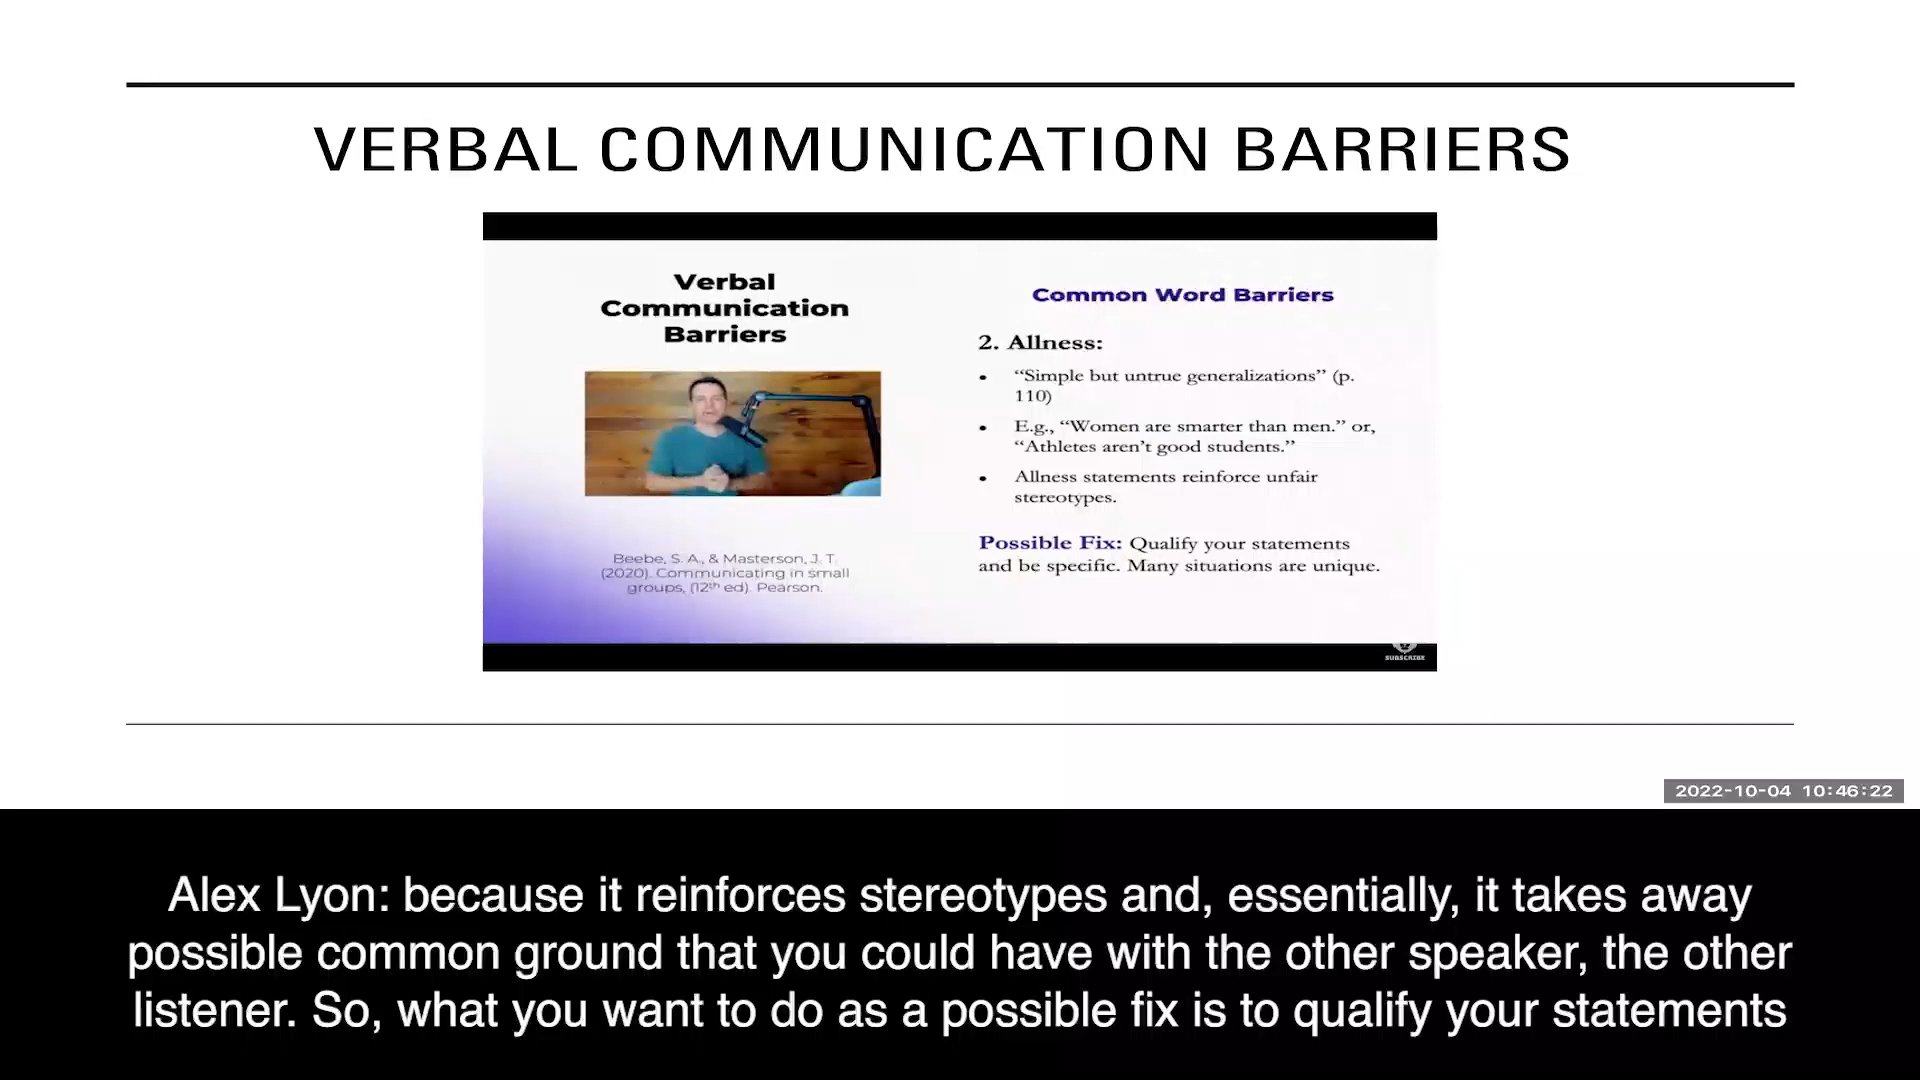 VERBAL COMMUNICATION BARRIERS
Verbal
Communication
Barriers
Beebe, S. A., & Masterson, J. T.
(2020). Communicating in small
groups, (12th ed). Pearson.
Common Word Barriers
2. Allness:
• “Simple but untrue generalizations” (p.
110)
• E.g., “Women are smarter than men.” or,
“Athletes aren’t good students.”
• Allness statements reinforce unfair
stereotypes.
Possible Fix: Qualify your statements
and be specific. Many situations are unique.
SUBSCRIBE
2022-10-04 10:46:22
Alex Lyon: because it reinforces stereotypes and, essentially, it takes away
possible common ground that you could have with the other speaker, the other
listener. So, what you want to do as a possible fix is to qualify your statements